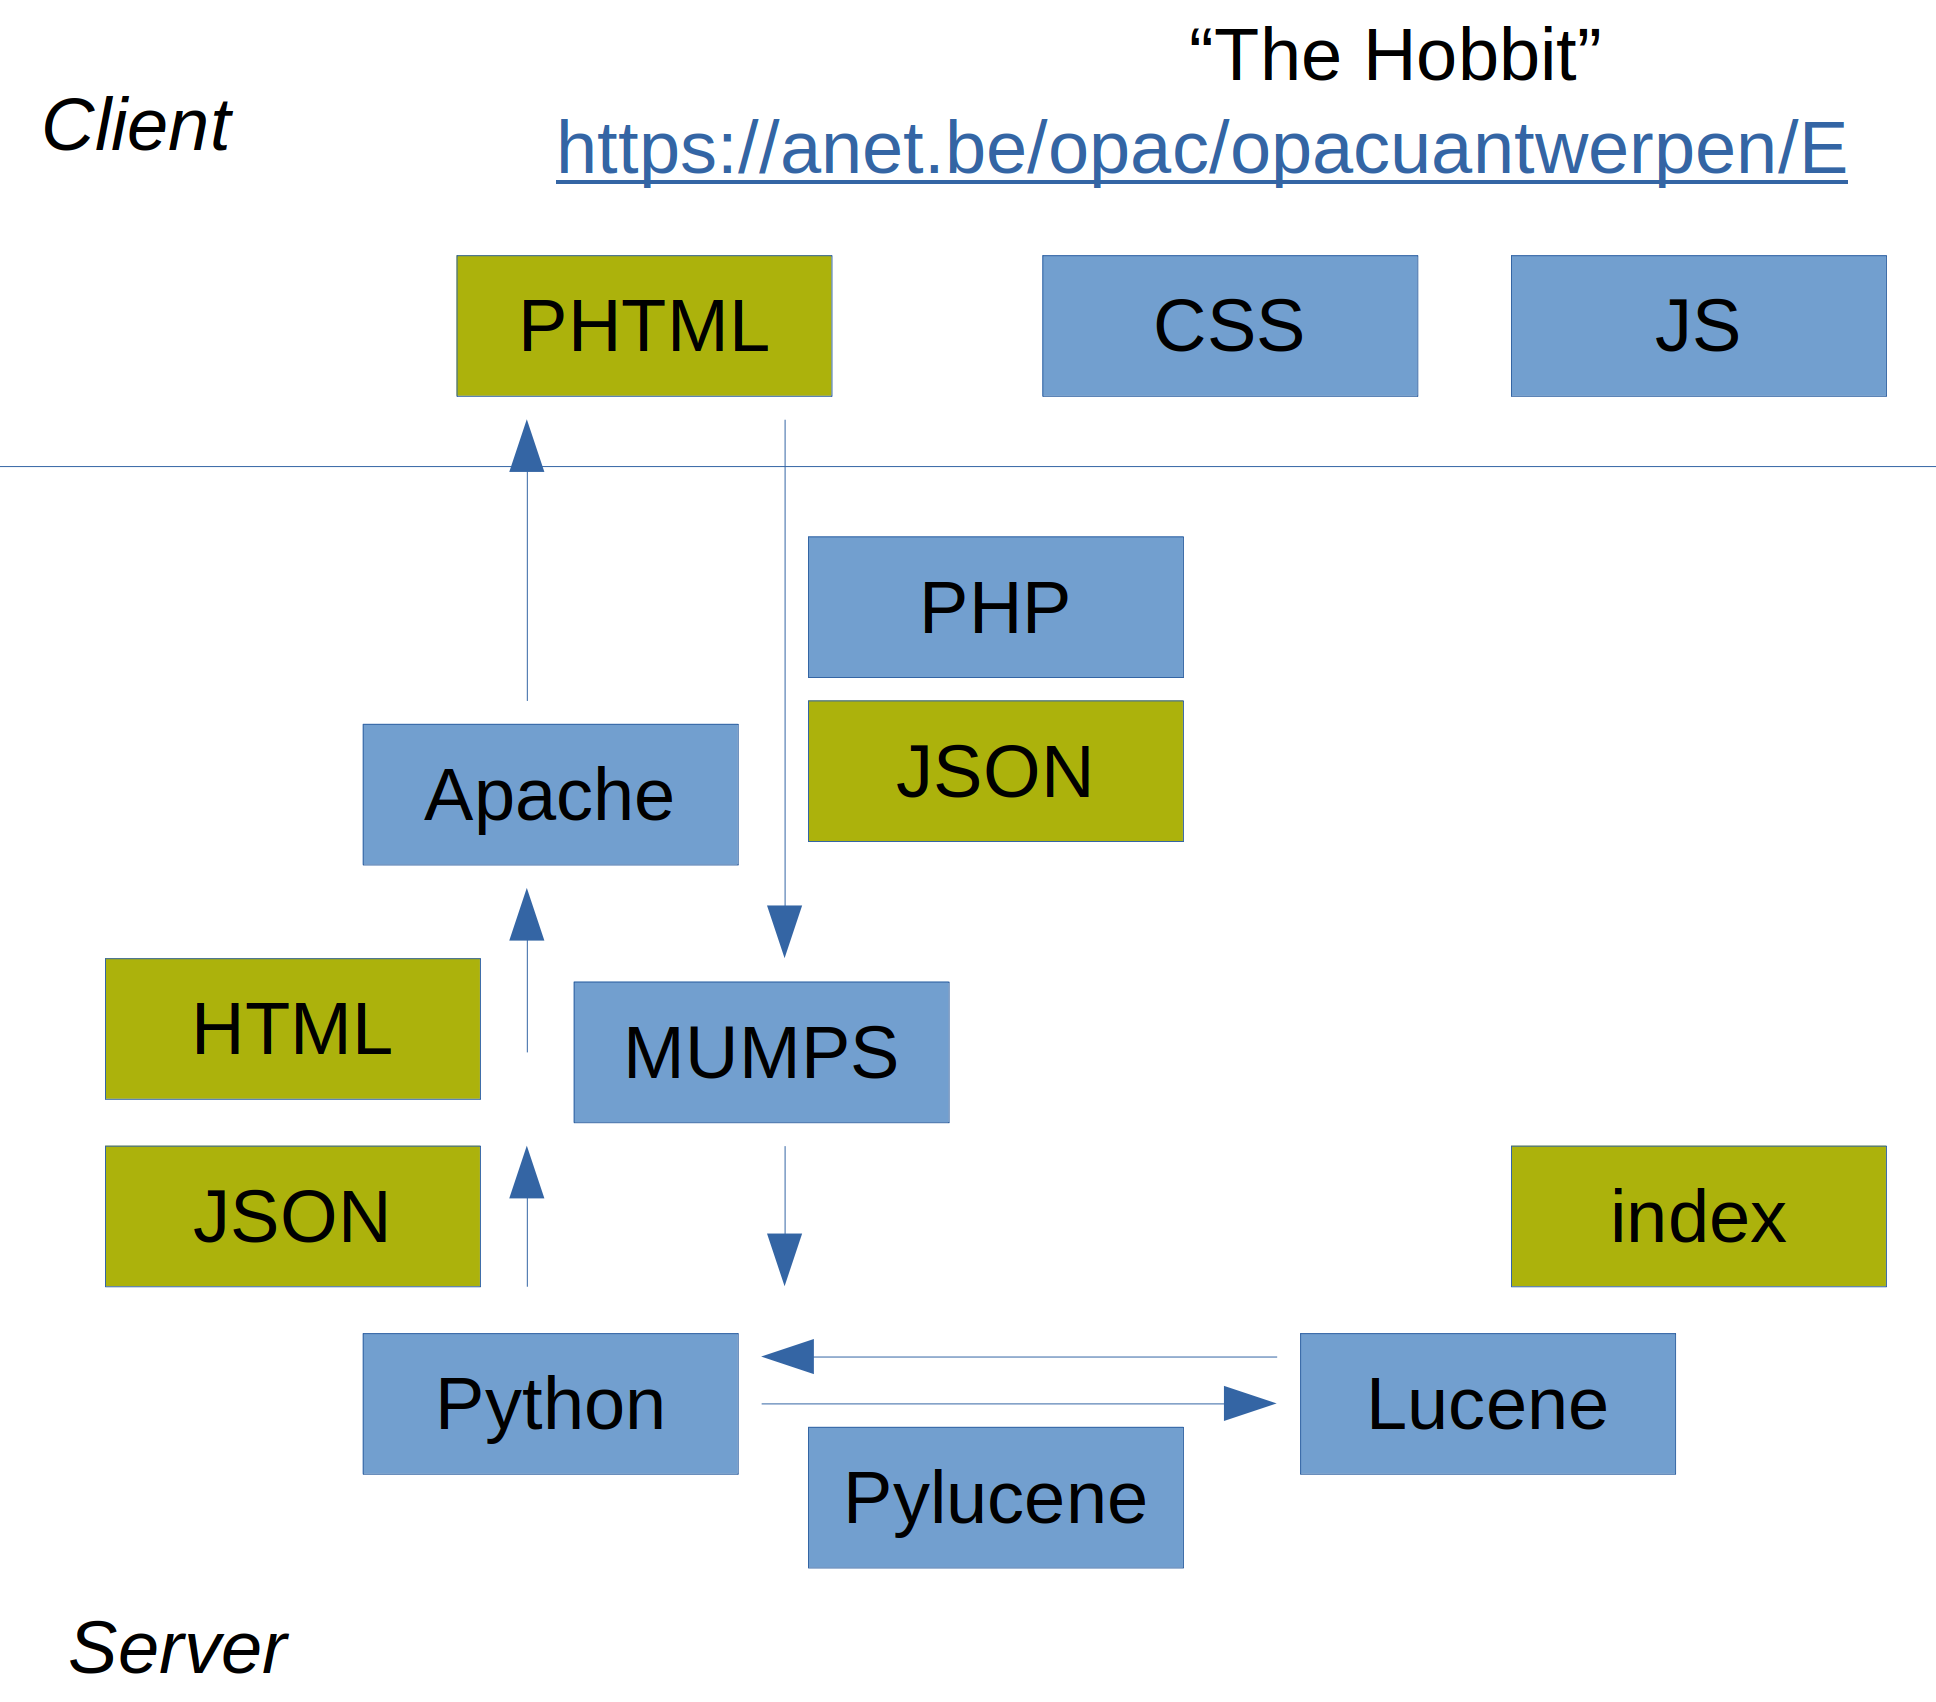 “The Hobbit”
Client
https://anet.be/opac/opacuantwerpen/E
PHTML
CSS
JS
PHP
JSON
Apache
HTML
MUMPS
JSON
index
Python
Lucene
Pylucene
Server